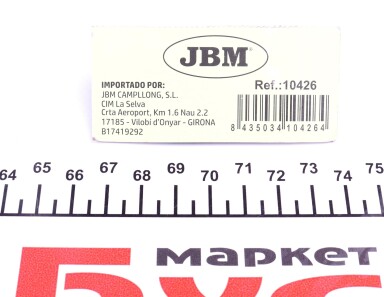 JBM
IMPORTADO POR:
JBM CAMPLLONG, S.L.
CIM La Selva
Crta Aeroport, Km 1.6 Nau 2.2
17185 - Vilobi d'Onyar - GIRONA
B17419292
Ref.:10426
8 435034 104264
64 65 66 67 68 69 70 71 72 73 74 75
маркет
БУС